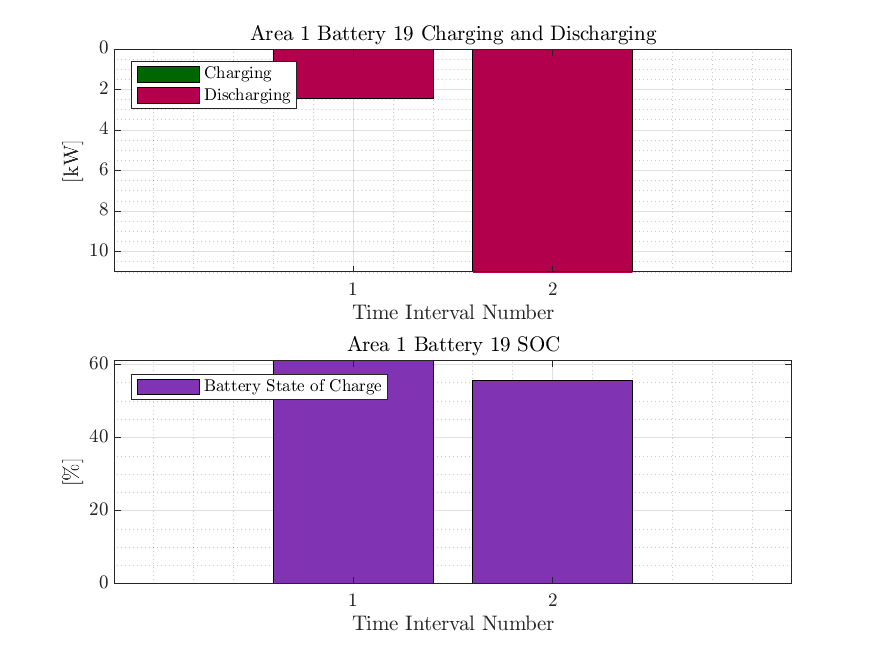 Area 1 Battery 19 Charging and Discharging
0
2
4
6
8
10
[kW]
Charging
Discharging
1
2
Time Interval Number
Area 1 Battery 19 SOC
60
40
20
0
[%]
Battery State of Charge
1
2
Time Interval Number